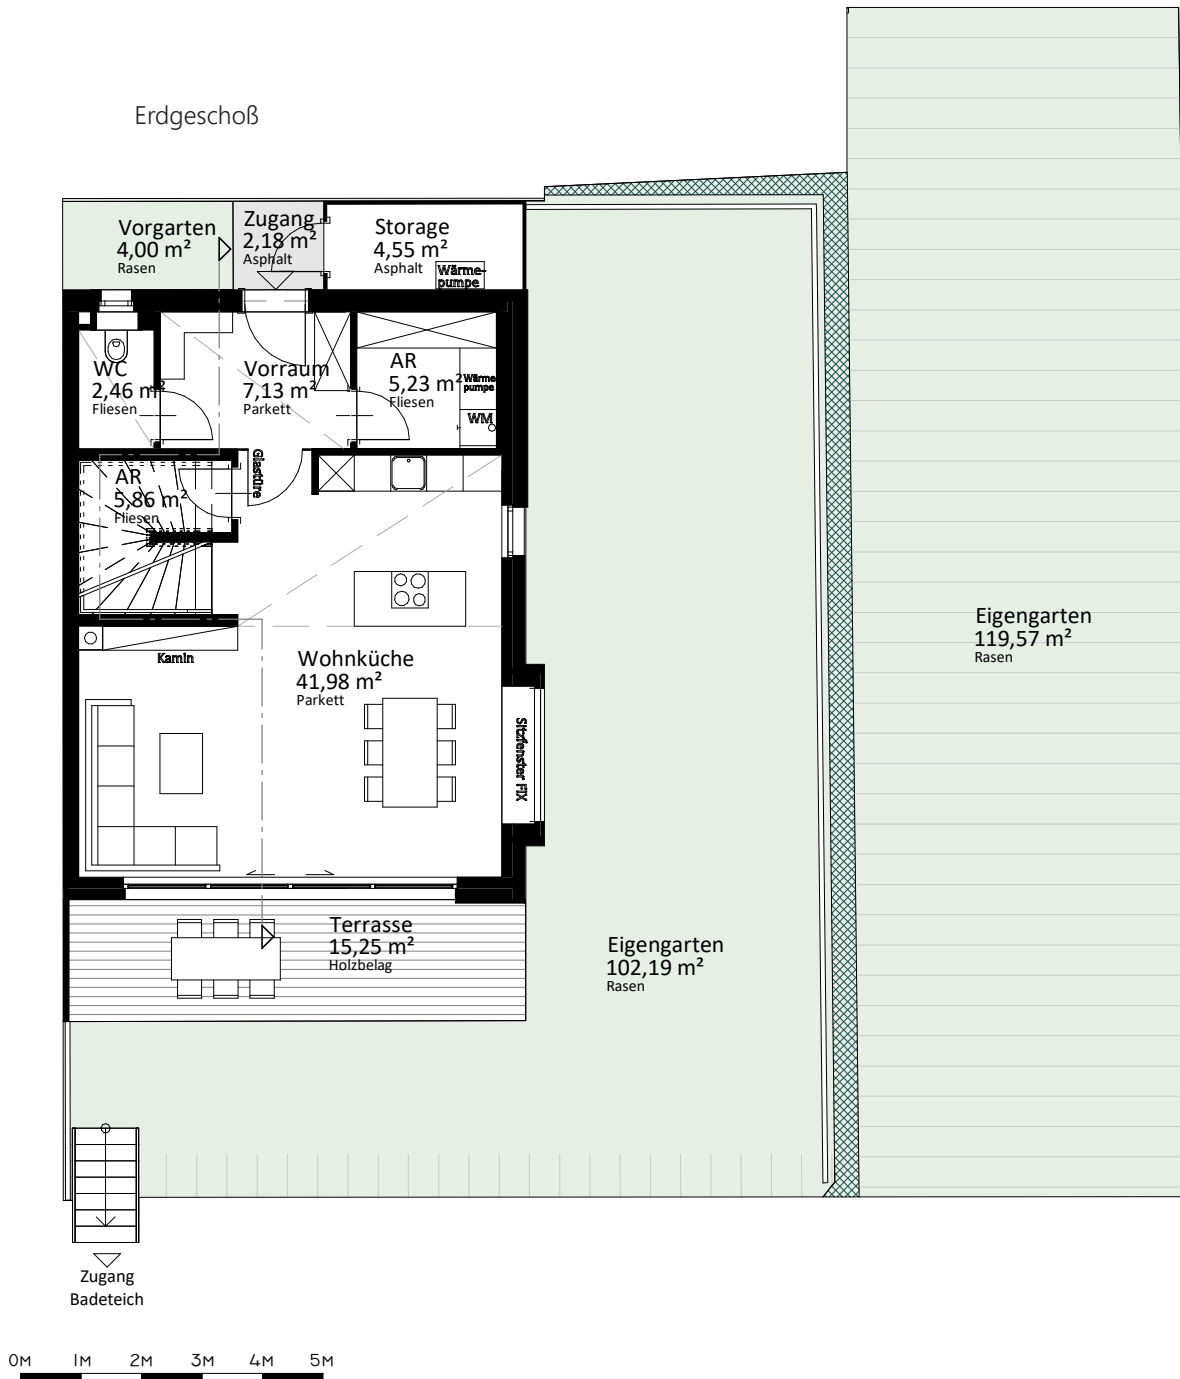 Erdgeschoß
Vorgarten
4,00 m²
Rasen
Zugang
2,18 m²
Asphalt
Storage
4,55 m²
Asphalt
Wärme-
pumpe
WC
2,46 m²
Fliesen
Vorraum
7,13 m²
Parkett
AR
5,23 m²
Fliesen
Wärme
pumpe
WM
Glastüre
AR
5,86 m²
Fliesen
Kamin
Wohnküche
41,98 m²
Parkett
Sitzfenster FIX
Eigengarten
119,57 m²
Rasen
Terrasse
15,25 m²
Holzbelag
Eigengarten
102,19 m²
Rasen
Zugang
Badeteich
0M 1M 2M 3M 4M 5M